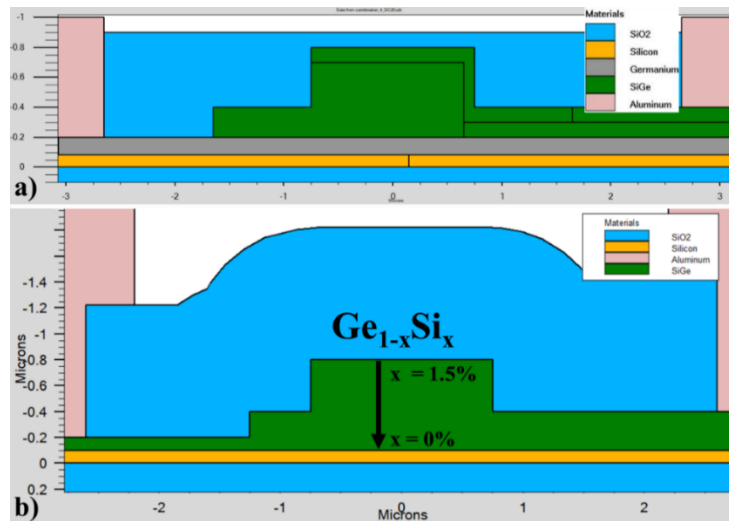 Materials
SiO2
Silicon
Germanium
SiGe
Aluminum
-1
-0.8
-0.6
-0.4
-0.2
0
a)
-3
-2
-1
0
1
2
3
Microns
Materials
SiO2
Silicon
Aluminum
SiGe
Microns
-1.4
-1.2
-1
-0.8
-0.6
-0.4
-0.2
0
0.2
Ge1-xSix
x = 1.5%
x = 0%
b)
-2
-1
0
1
2
Microns